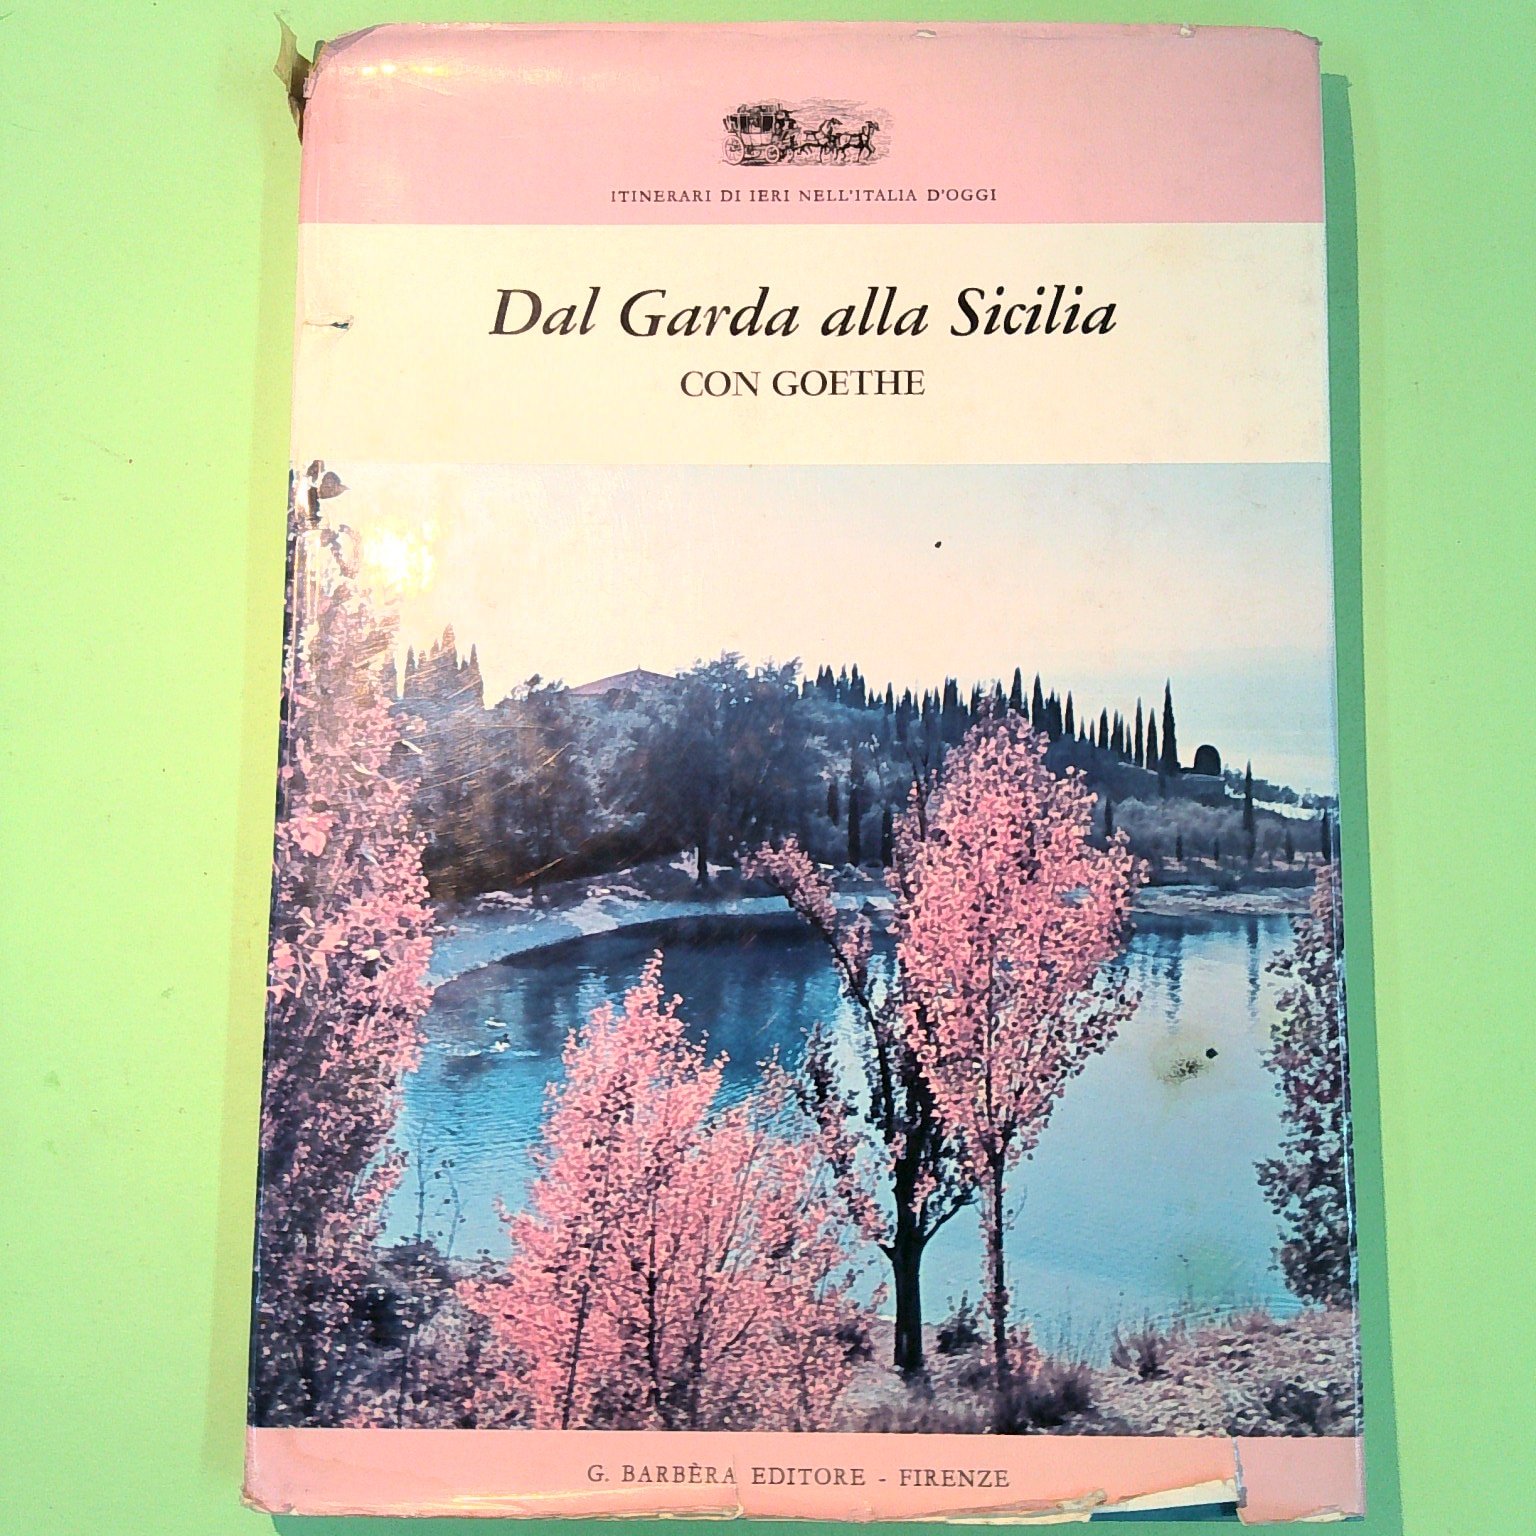 ITINERARI DI IERI NELL'ITALIA D'OGGI
Dal Garda alla Sicilia
CON GOETHE
G. BARBÈRA EDITORE - FIRENZE